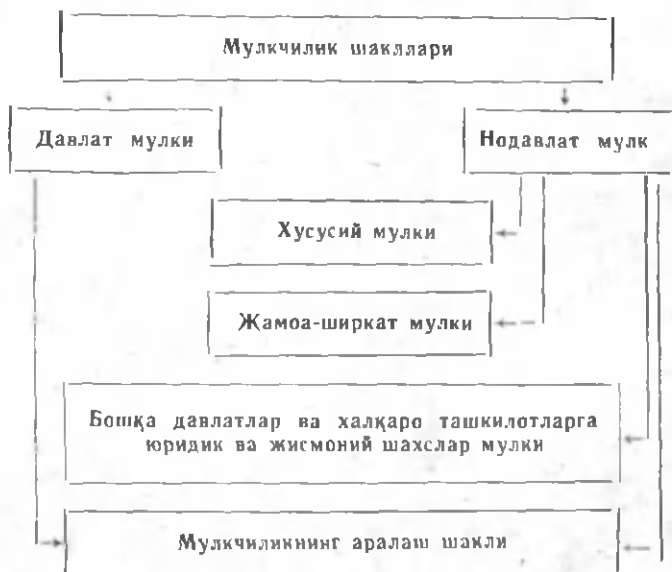 Мулкчилик шакллари
Давлат мулки
Нодавлат мулк
Хусусий мулки
Жамоа-ширкат мулки
Бошқа давлатлар ва халқаро ташкилотларга
юридик ва жисмоний шахслар мулки
Мулкчиликнинг аралаш шакли